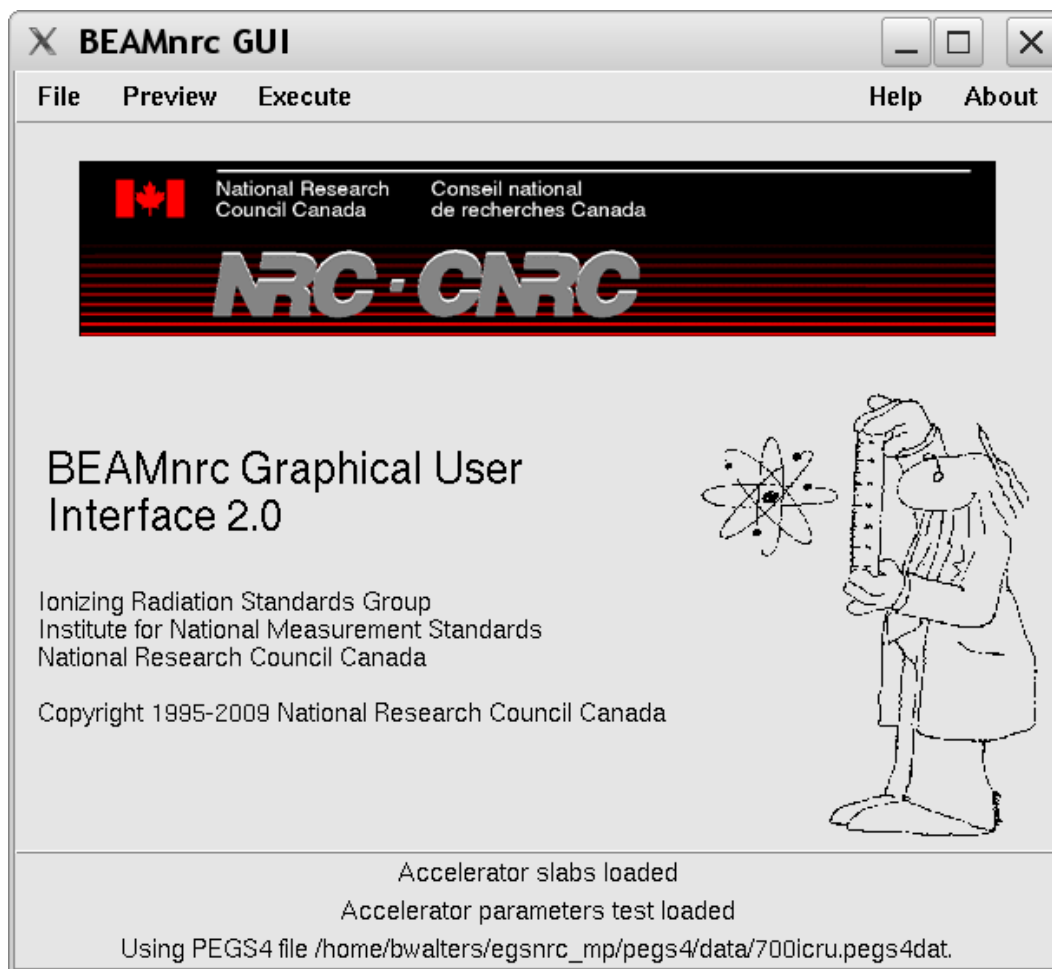 BEAMnrc GUI
File Preview Execute Help About
National Research Conseil national
Council Canada de recherches Canada
NRC · CNRC
BEAMnrc Graphical User
Interface 2.0
Ionizing Radiation Standards Group
Institute for National Measurement Standards
National Research Council Canada
Copyright 1995-2009 National Research Council Canada
Accelerator slabs loaded
Accelerator parameters test loaded
Using PEGS4 file /home/bwalters/egsnrc_mp/pegs4/data/700icru.pegs4dat.